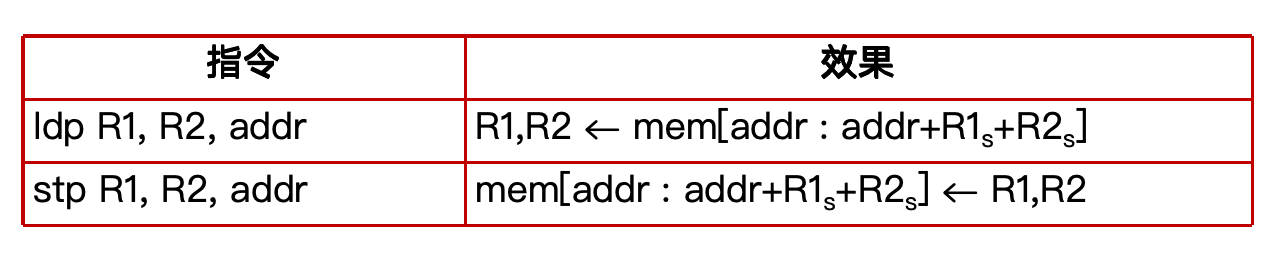 指令 效果
ldp R1, R2, addr R1,R2 ← mem[addr : addr+R1s+R2s]
stp R1, R2, addr mem[addr : addr+R1s+R2s] ← R1,R2